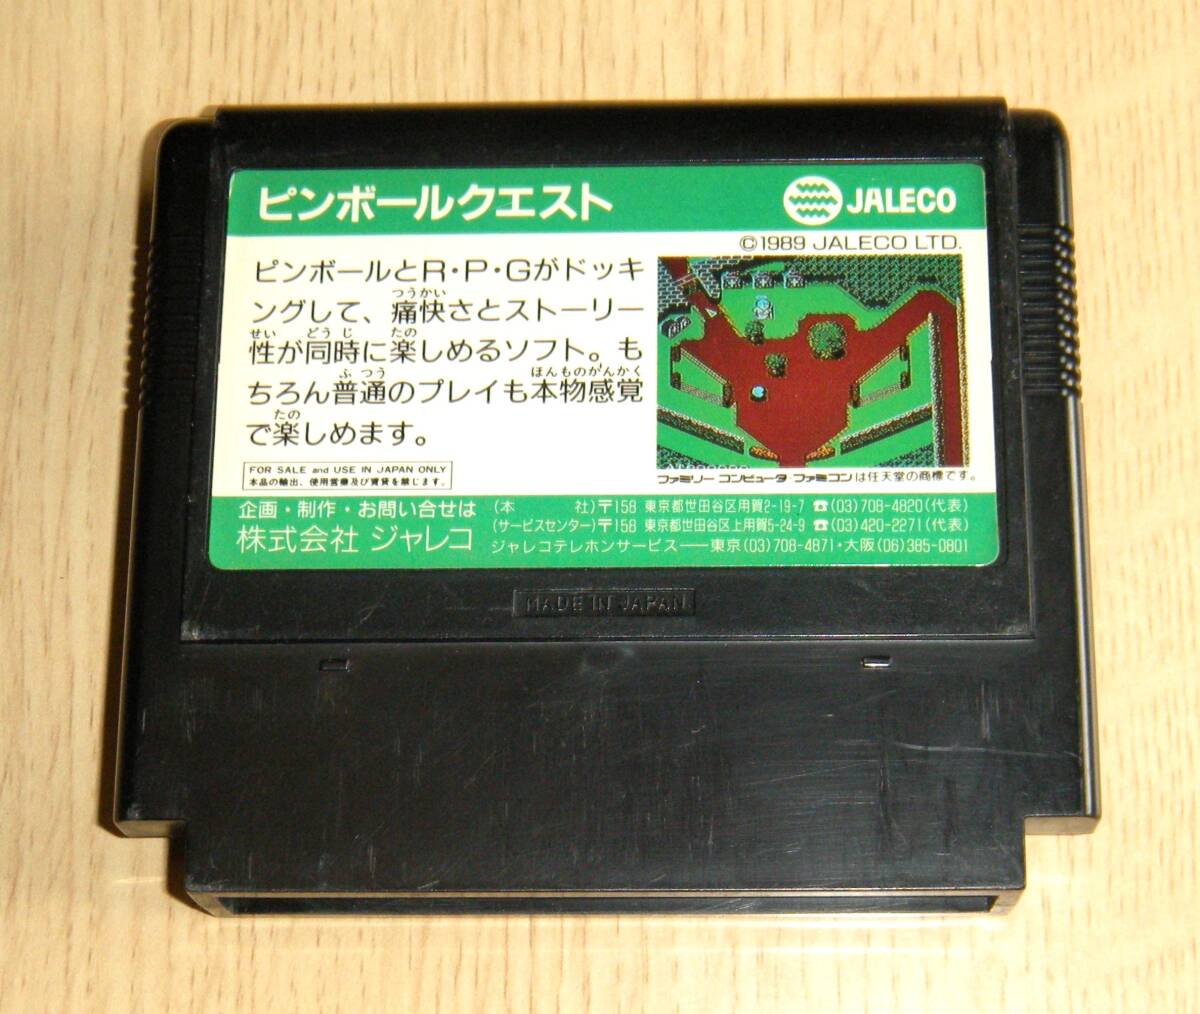 ピンボールクエスト
JALECO
©1989 JALECO LTD.
ピンボールとR・P・Gがドッキ
ングして、痛快さとストーリー
性が同時に楽しめるソフト。も
ちろん普通のプレイも本物感覚
で楽しめます。
つうかい
せい どうじ たの
ふつう ほんものかんかく
たの
FOR SALE and USE IN JAPAN ONLY
本品の輸出、使用営業及び賃貸を禁じます。
ファミリーコンピュータ・ファミコンは任天堂の商標です。
企画・制作・お問い合せは
株式会社 ジャレコ
(本 社)〒158 東京都世田谷区用賀2-19-7 ☎(03)708-4820(代表)
(サービスセンター)〒158 東京都世田谷区上用賀5-24-9 ☎(03)420-2271(代表)
ジャレコテレホンサービス──東京(03)708-4871・大阪(06)385-0801
MADE IN JAPAN